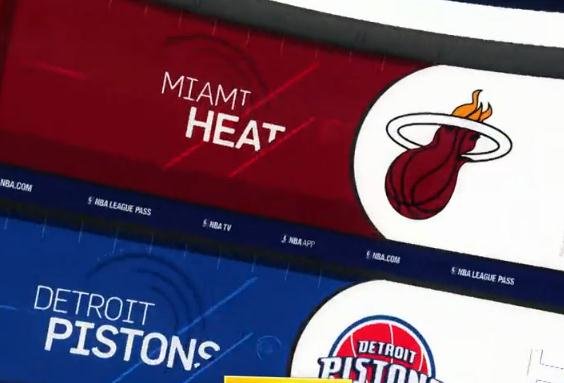 MIAMI
HEAT
NBA.COM
NBA LEAGUE PASS
NBA TV
NBA APP
NBA.COM
NBA LEAGUE PASS
DETROIT
PISTONS
DETROIT
PISTONS